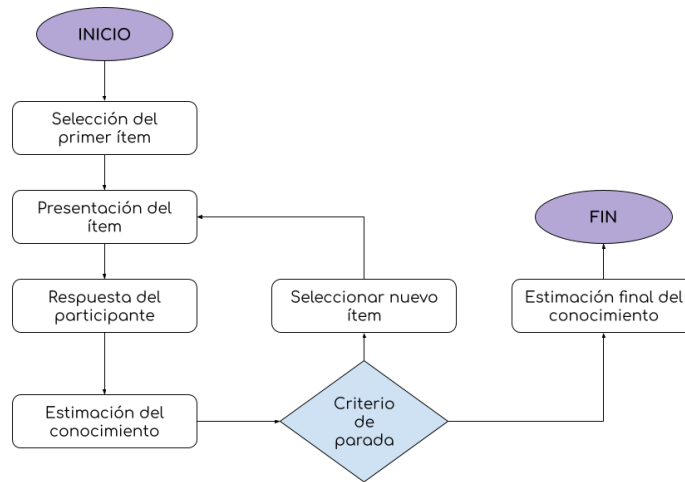 INICIO
Selección del
primer ítem
Presentación del
ítem
Respuesta del
participante
Estimación del
conocimiento
Criterio
de
parada
Seleccionar nuevo
ítem
Estimación final del
conocimiento
FIN